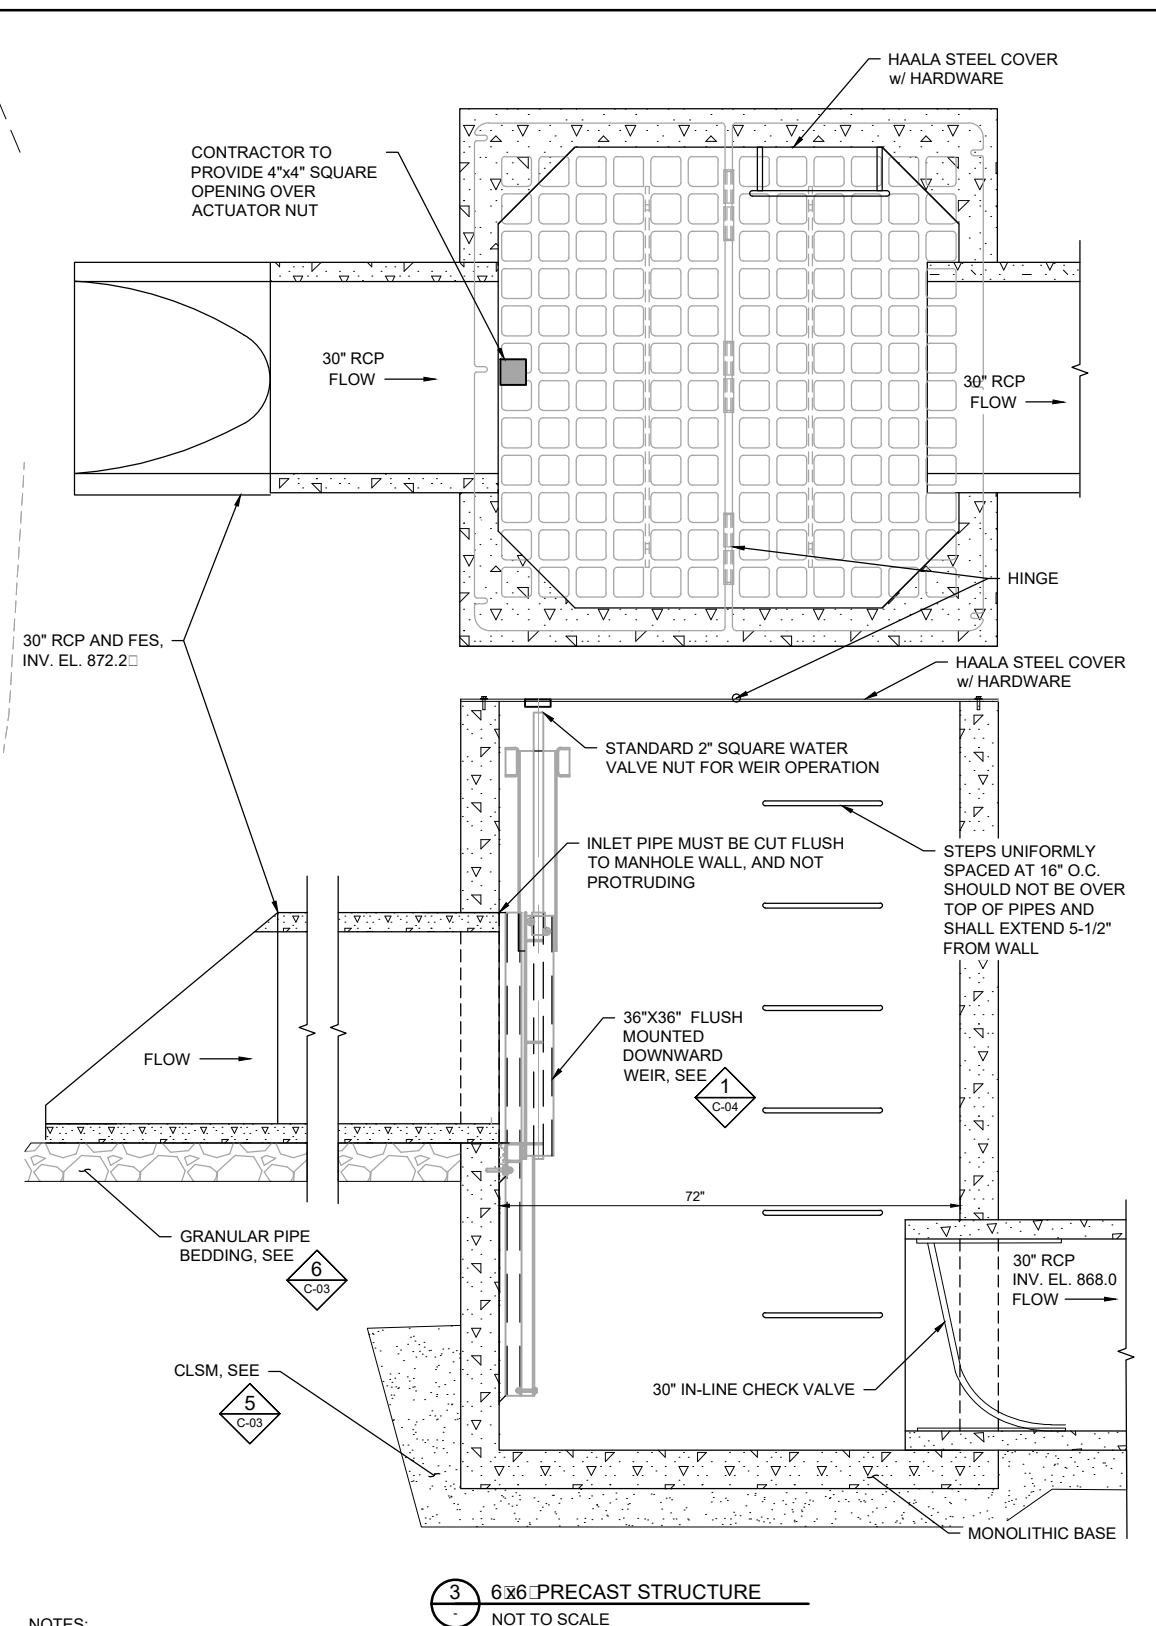 HAALA STEEL COVER
w/ HARDWARE
CONTRACTOR TO
PROVIDE 4"x4" SQUARE
OPENING OVER
ACTUATOR NUT
30" RCP
FLOW
30" RCP
FLOW
HINGE
30" RCP AND FES,
INV. EL. 872.2
HAALA STEEL COVER
w/ HARDWARE
STANDARD 2" SQUARE WATER
VALVE NUT FOR WEIR OPERATION
INLET PIPE MUST BE CUT FLUSH
TO MANHOLE WALL, AND NOT
PROTRUDING
STEPS UNIFORMLY
SPACED AT 16" O.C.
SHOULD NOT BE OVER
TOP OF PIPES AND
SHALL EXTEND 5-1/2"
FROM WALL
36"X36" FLUSH
MOUNTED
DOWNWARD
WEIR, SEE
1
C-04
FLOW
72"
GRANULAR PIPE
BEDDING, SEE
6
C-03
30" RCP
INV. EL. 868.0
FLOW
CLSM, SEE
5
C-03
30" IN-LINE CHECK VALVE
MONOLITHIC BASE
3
-
6x6 PRECAST STRUCTURE
NOT TO SCALE
NOTES: